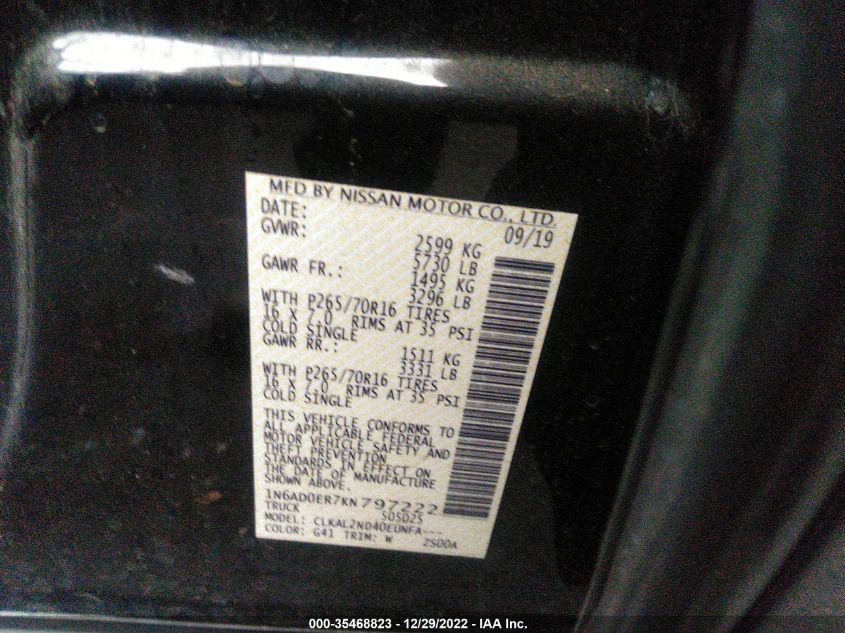 MFD BY NISSAN MOTOR CO., LTD.
DATE: 09/19
GVWR: 2599 KG
5730 LB
GAWR FR.: 1495 KG
3296 LB
WITH P265/70R16 TIRES
16 X 7.0 RIMS AT 35 PSI
COLD SINGLE
GAWR RR.: 1511 KG
3331 LB
WITH P265/70R16 TIRES
16 X 7.0 RIMS AT 35 PSI
COLD SINGLE
THIS VEHICLE CONFORMS TO
ALL APPLICABLE FEDERAL
MOTOR VEHICLE SAFETY AND
THEFT PREVENTION
STANDARDS IN EFFECT ON
THE DATE OF MANUFACTURE
SHOWN ABOVE.
1N6AD0ER7KN797222
TRUCK 505025
MODEL: CLKAL2ND40EUNFA---
COLOR: G41 TRIM: W ZS00A
000-35468823 - 12/29/2022 - IAA Inc.